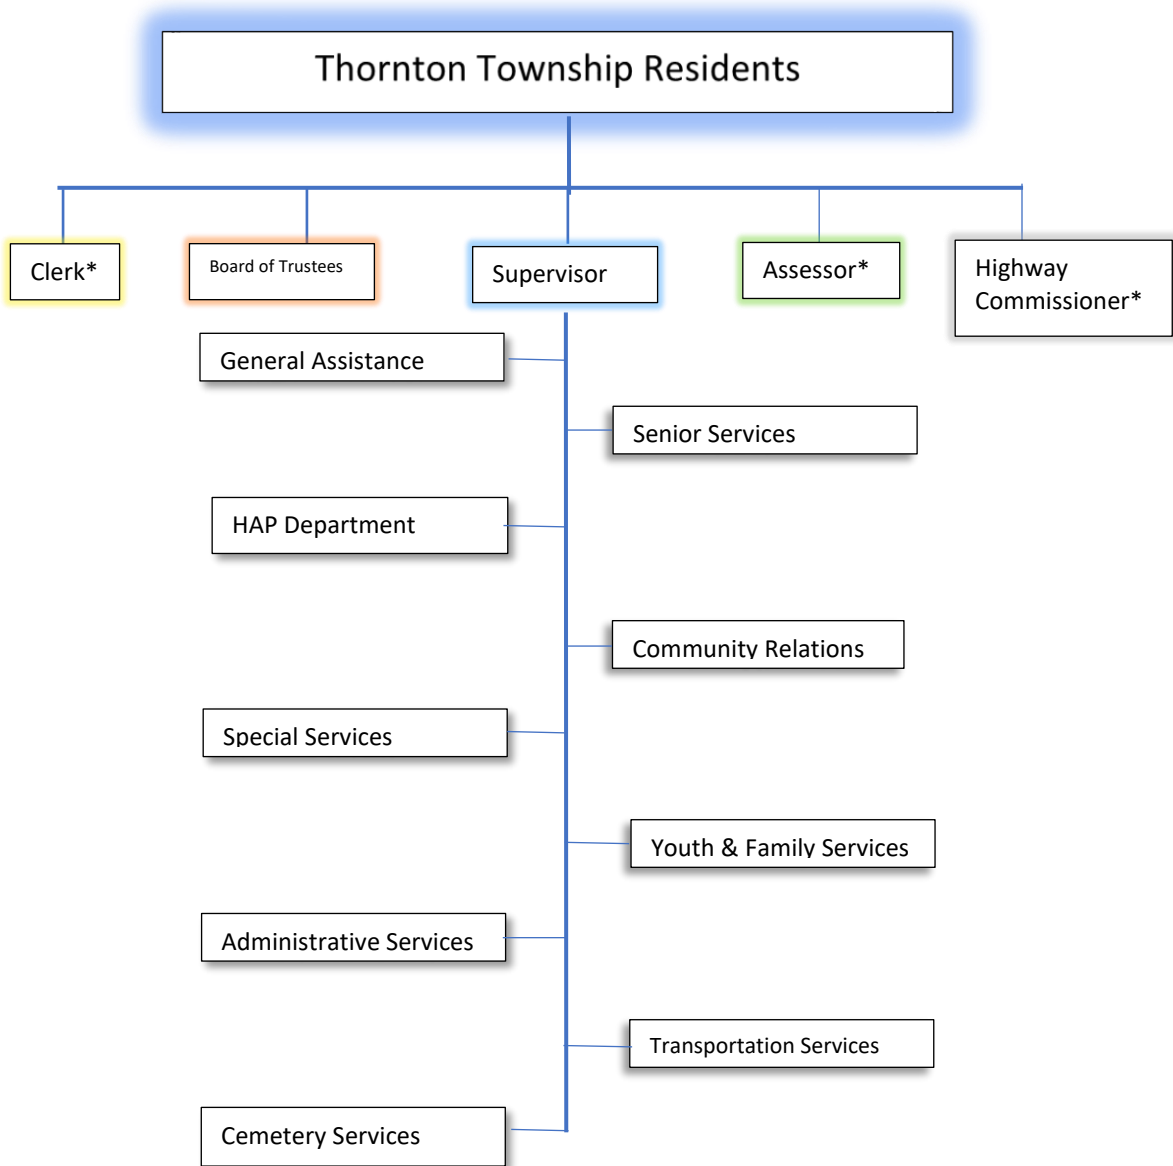 Thornton Township Residents
Clerk*
Board of Trustees
Supervisor
Assessor*
Highway
Commissioner*
General Assistance
Senior Services
HAP Department
Community Relations
Special Services
Youth & Family Services
Administrative Services
Transportation Services
Cemetery Services